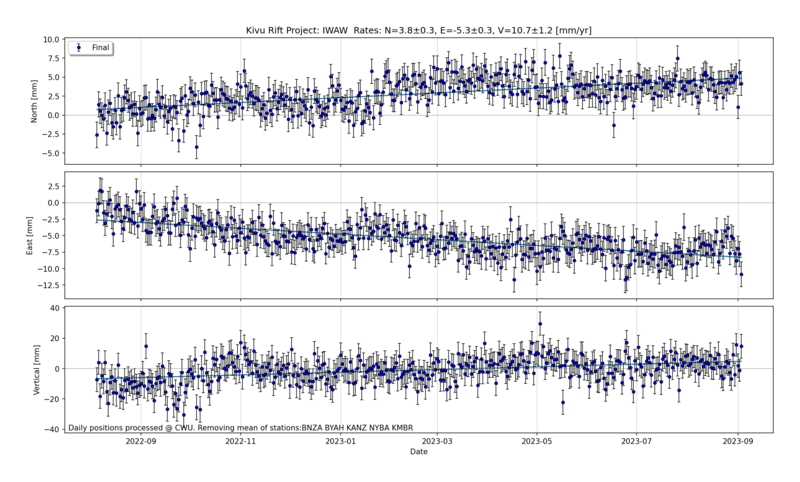 Kivu Rift Project: IWAW  Rates: N=3.8±0.3, E=-5.3±0.3, V=10.7±1.2 [mm/yr]
Final
North [mm]
10.0
7.5
5.0
2.5
0.0
−2.5
−5.0
East [mm]
2.5
0.0
−2.5
−5.0
−7.5
−10.0
−12.5
Vertical [mm]
40
20
0
−20
−40
Daily positions processed @ CWU. Removing mean of stations:BNZA BYAH KANZ NYBA KMBR
2022-09 2022-11 2023-01 2023-03 2023-05 2023-07 2023-09
Date